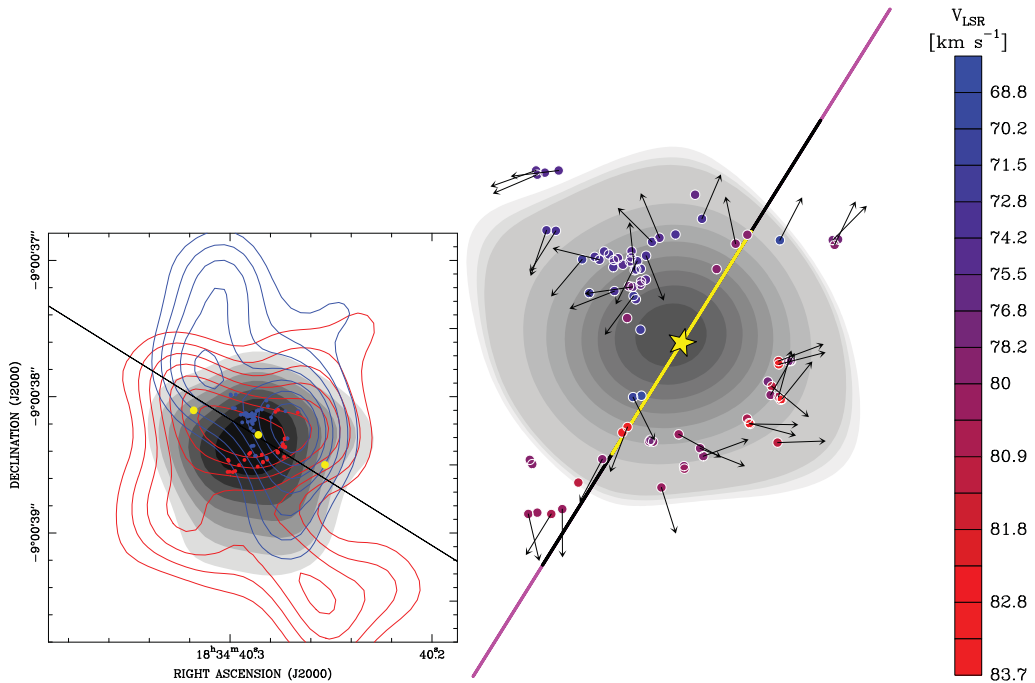 V_LSR
[km s⁻¹]
68.8
70.2
71.5
72.8
74.2
75.5
76.8
78.2
80
80.9
81.8
82.8
83.7
−9°00′37″
−9°00′38″
−9°00′39″
DECLINATION (J2000)
18ʰ34ᵐ40ˢ.3
40ˢ.2
RIGHT ASCENSION (J2000)